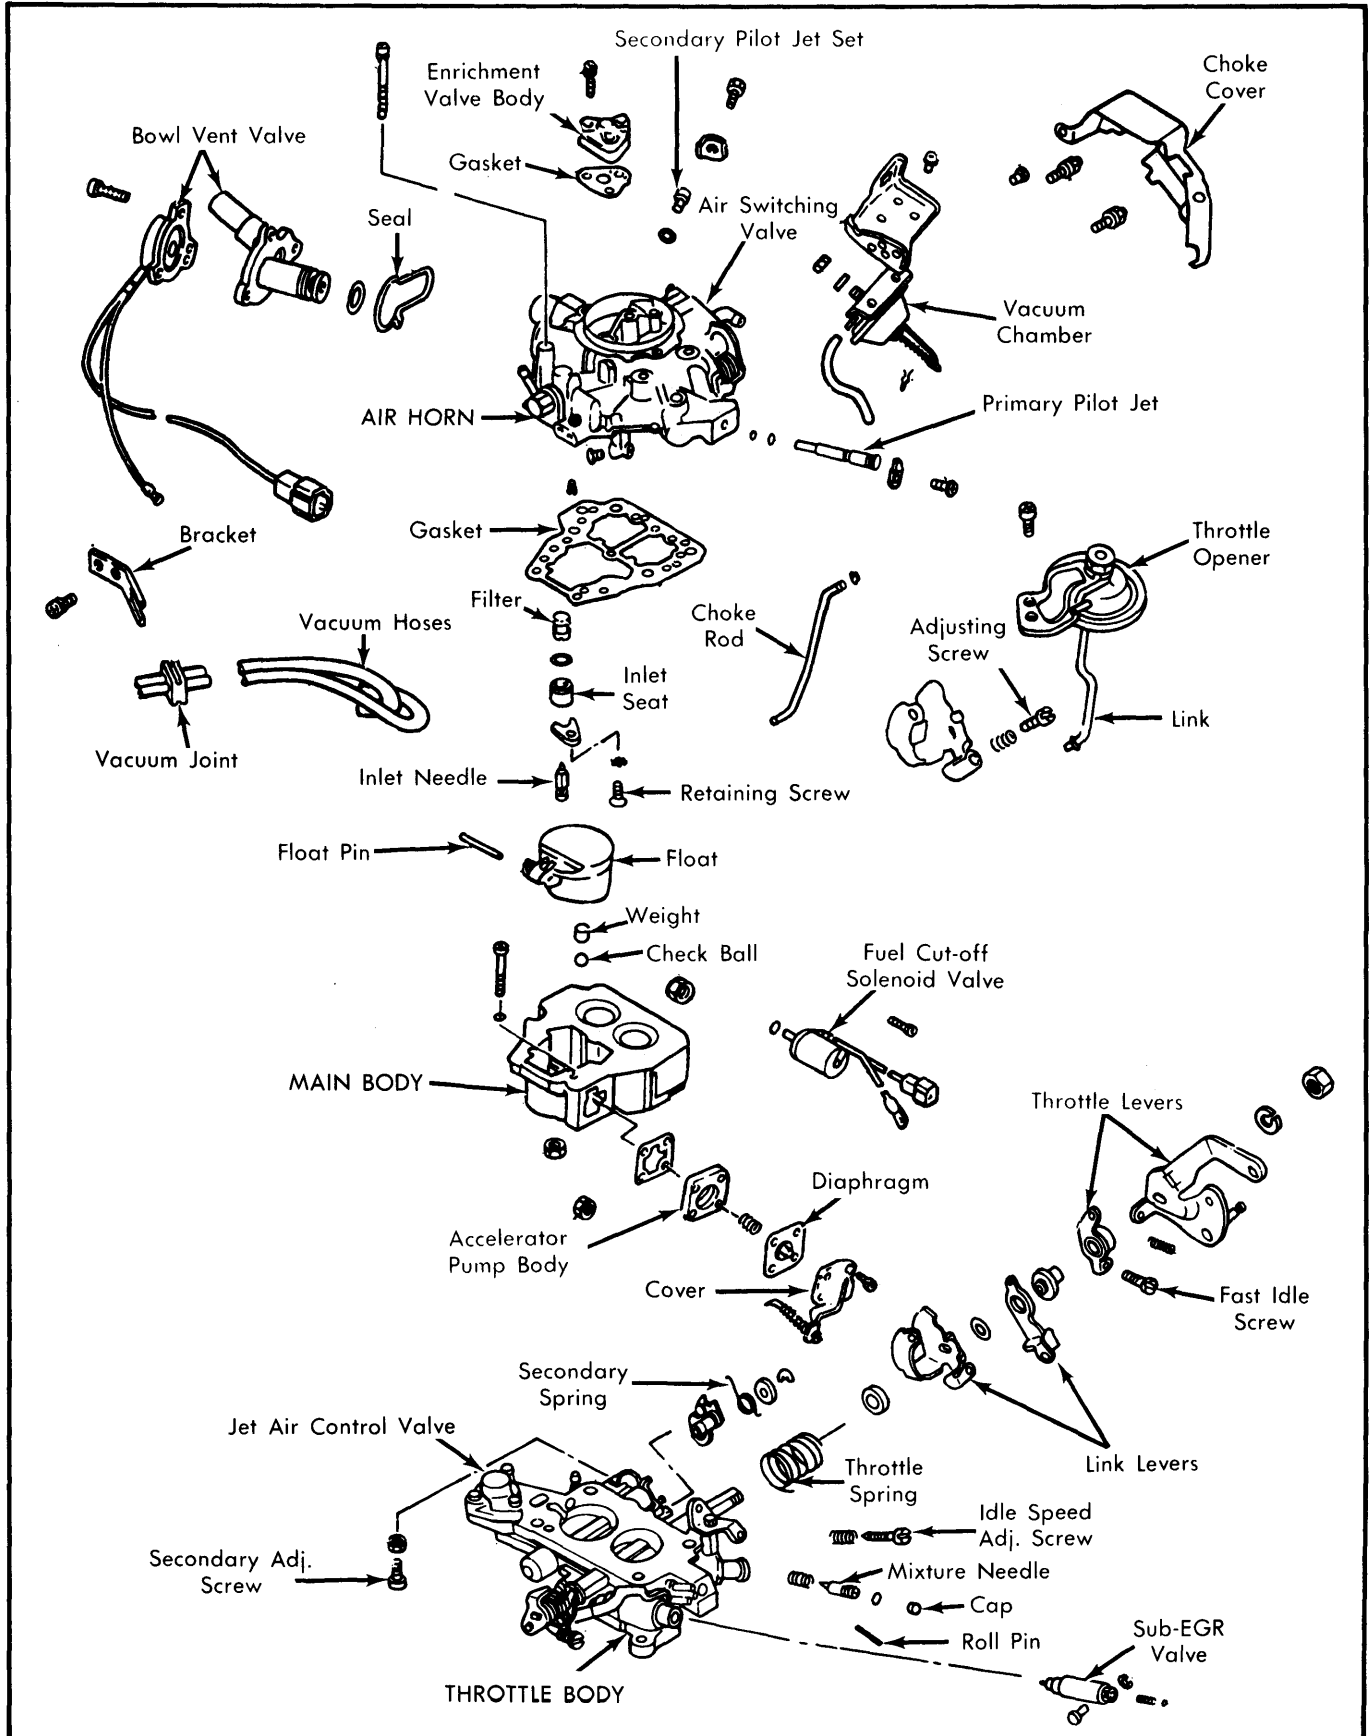 Secondary Pilot Jet Set
Enrichment
Valve Body
Choke
Cover
Bowl Vent Valve
Gasket
Seal
Air Switching
Valve
Vacuum
Chamber
AIR HORN
Primary Pilot Jet
Gasket
Bracket
Throttle
Opener
Filter
Choke
Rod
Vacuum Hoses
Adjusting
Screw
Inlet
Seat
Link
Vacuum Joint
Inlet Needle
Retaining Screw
Float Pin
Float
Weight
Check Ball
Fuel Cut-off
Solenoid Valve
MAIN BODY
Throttle Levers
Diaphragm
Accelerator
Pump Body
Cover
Fast Idle
Screw
Secondary
Spring
Jet Air Control Valve
Link Levers
Throttle
Spring
Idle Speed
Adj. Screw
Secondary Adj.
Screw
Mixture Needle
Cap
Roll Pin
Sub-EGR
Valve
THROTTLE BODY